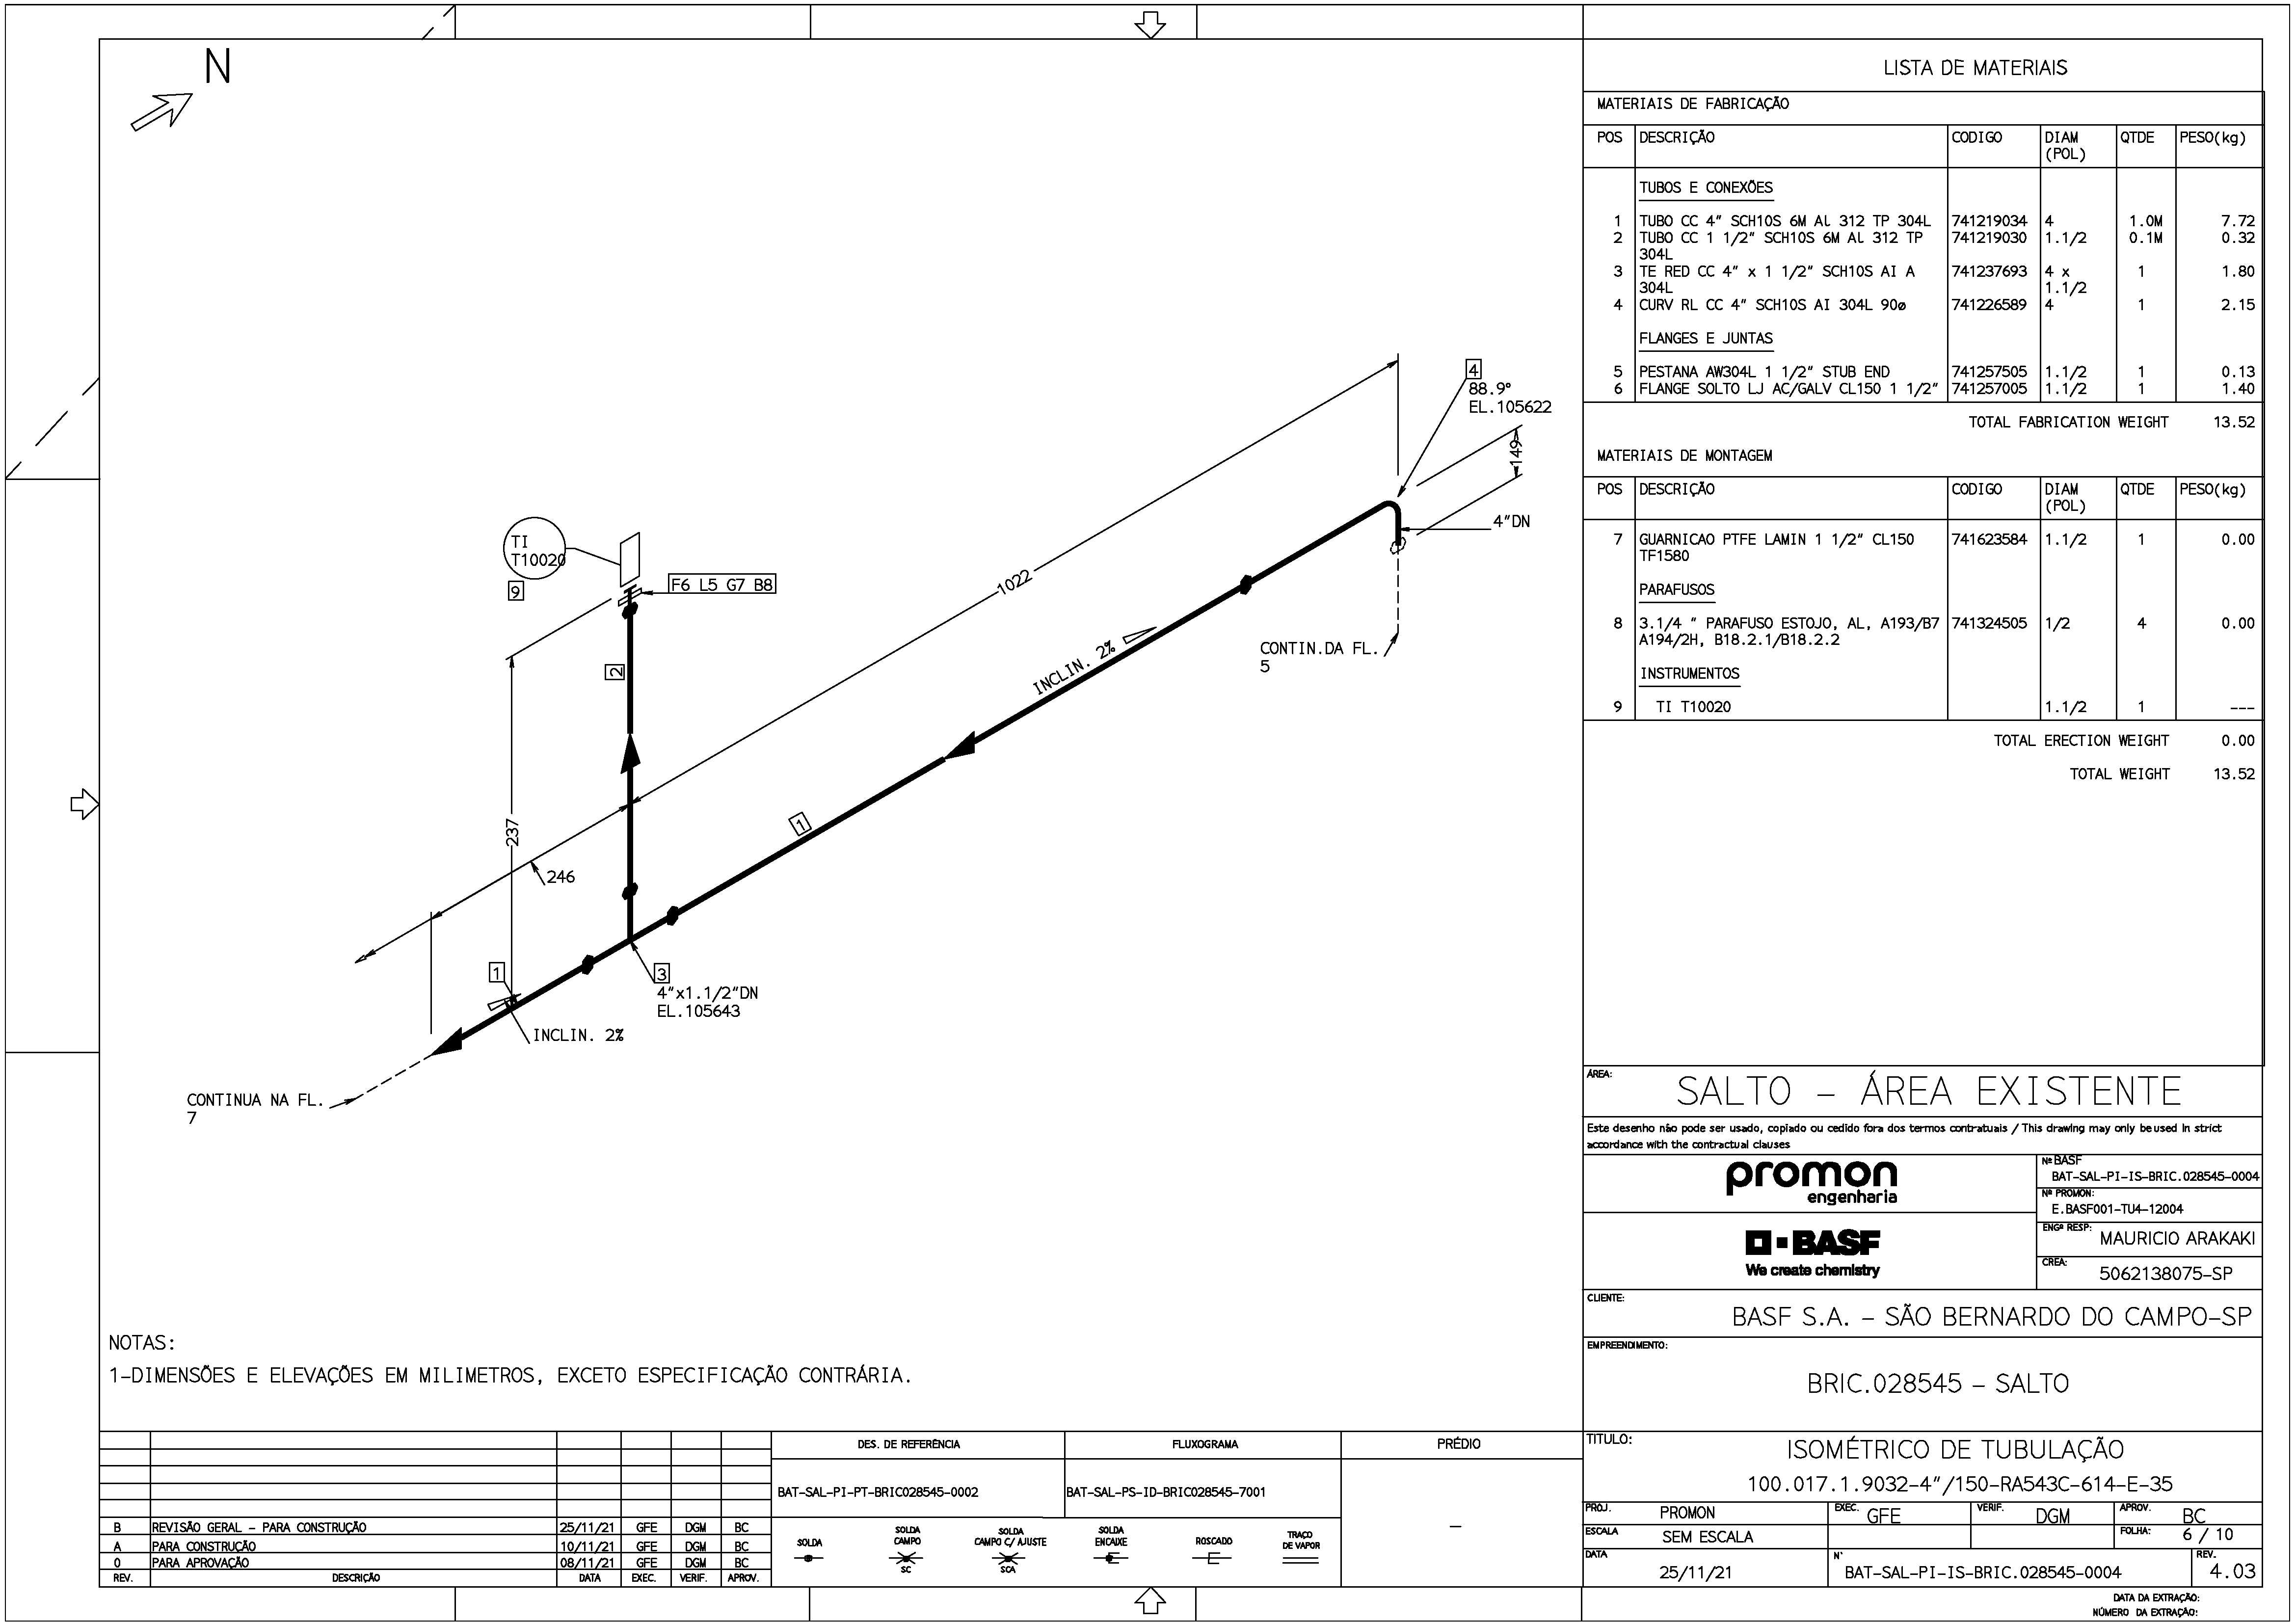 N
TI
T10020
9
F6 L5 G7 B8
2
237
246
1022
INCLIN. 2%
1
4
88.9°
EL.105622
149
4"DN
CONTIN.DA FL.
5
1
3
4"x1.1/2"DN
EL.105643
INCLIN. 2%
CONTINUA NA FL.
7
NOTAS:
1-DIMENSÕES E ELEVAÇÕES EM MILIMETROS, EXCETO ESPECIFICAÇÃO CONTRÁRIA.
LISTA DE MATERIAIS
MATERIAIS DE FABRICAÇÃO
POS DESCRIÇÃO CODIGO DIAM QTDE PESO(kg)
(POL)
TUBOS E CONEXÕES
1 TUBO CC 4" SCH10S 6M AL 312 TP 304L 741219034 4 1.0M 7.72
2 TUBO CC 1 1/2" SCH10S 6M AL 312 TP 741219030 1.1/2 0.1M 0.32
304L
3 TE RED CC 4" x 1 1/2" SCH10S AI A 741237693 4 x 1 1.80
304L 1.1/2
4 CURV RL CC 4" SCH10S AI 304L 90ø 741226589 4 1 2.15
FLANGES E JUNTAS
5 PESTANA AW304L 1 1/2" STUB END 741257505 1.1/2 1 0.13
6 FLANGE SOLTO LJ AC/GALV CL150 1 1/2" 741257005 1.1/2 1 1.40
TOTAL FABRICATION WEIGHT 13.52
MATERIAIS DE MONTAGEM
POS DESCRIÇÃO CODIGO DIAM QTDE PESO(kg)
(POL)
7 GUARNICAO PTFE LAMIN 1 1/2" CL150 741623584 1.1/2 1 0.00
TF1580
PARAFUSOS
8 3.1/4 " PARAFUSO ESTOJO, AL, A193/B7 741324505 1/2 4 0.00
A194/2H, B18.2.1/B18.2.2
INSTRUMENTOS
9 TI T10020 1.1/2 1 ---
TOTAL ERECTION WEIGHT 0.00
TOTAL WEIGHT 13.52
ÁREA:
SALTO - ÁREA EXISTENTE
Este desenho não pode ser usado, copiado ou cedido fora dos termos contratuais / This drawing may only be used in strict
accordance with the contractual clauses
promon
engenharia
Nº BASF
BAT-SAL-PI-IS-BRIC.028545-0004
Nº PROMON:
E.BASF001-TU4-12004
BASF
We create chemistry
ENGº RESP:
MAURICIO ARAKAKI
CREA:
5062138075-SP
CLIENTE:
BASF S.A. - SÃO BERNARDO DO CAMPO-SP
EMPREENDIMENTO:
BRIC.028545 - SALTO
TITULO:
ISOMÉTRICO DE TUBULAÇÃO
100.017.1.9032-4"/150-RA543C-614-E-35
PROJ. PROMON EXEC. GFE VERIF. DGM APROV. BC
ESCALA SEM ESCALA FOLHA: 6 / 10
DATA 25/11/21 N° BAT-SAL-PI-IS-BRIC.028545-0004 REV. 4.03
DATA DA EXTRAÇÃO:
NÚMERO DA EXTRAÇÃO:
DES. DE REFERÊNCIA FLUXOGRAMA PRÉDIO
BAT-SAL-PI-PT-BRIC028545-0002 BAT-SAL-PS-ID-BRIC028545-7001
-
SOLDA
SOLDA
CAMPO
SC
SOLDA
CAMPO C/ AJUSTE
SCA
SOLDA
ENCAIXE
ROSCADO
TRAÇO
DE VAPOR
B REVISÃO GERAL - PARA CONSTRUÇÃO 25/11/21 GFE DGM BC
A PARA CONSTRUÇÃO 10/11/21 GFE DGM BC
0 PARA APROVAÇÃO 08/11/21 GFE DGM BC
REV. DESCRIÇÃO DATA EXEC. VERIF. APROV.